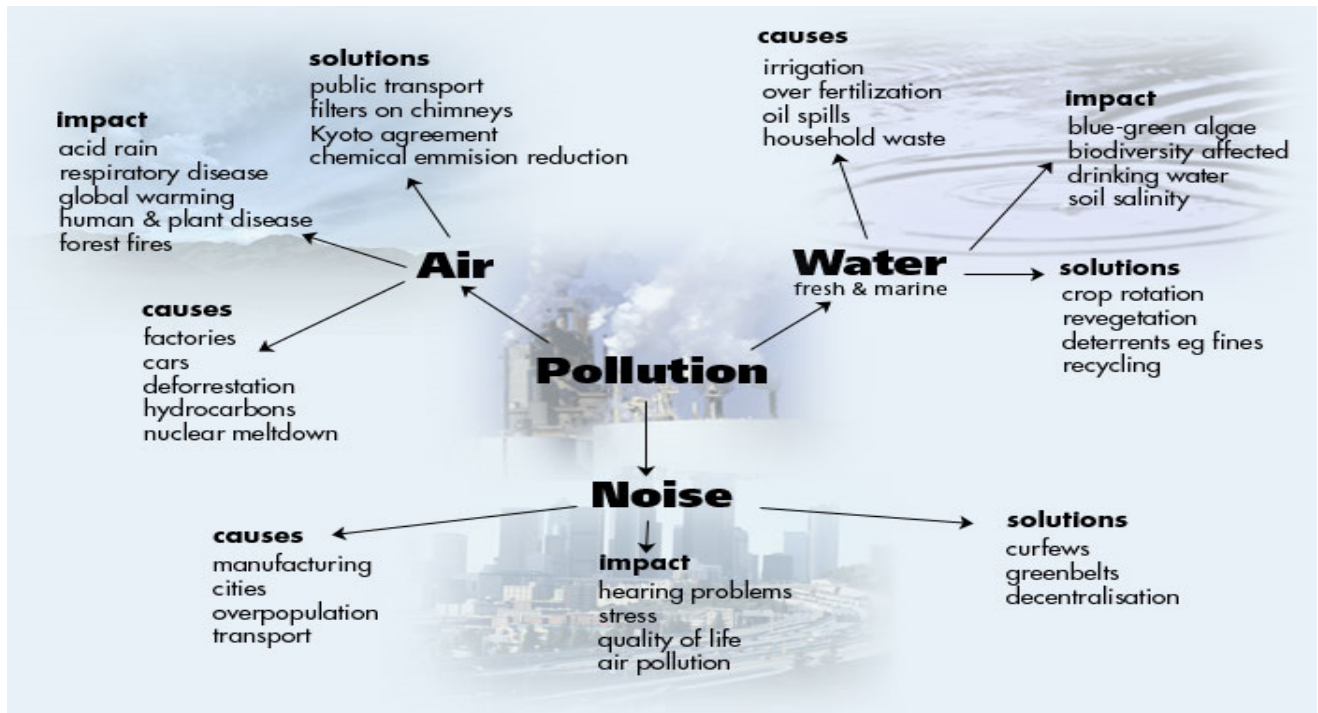 Pollution
Air
impact
acid rain
respiratory disease
global warming
human & plant disease
forest fires
solutions
public transport
filters on chimneys
Kyoto agreement
chemical emmision reduction
causes
factories
cars
deforrestation
hydrocarbons
nuclear meltdown
Water
fresh & marine
causes
irrigation
over fertilization
oil spills
household waste
impact
blue-green algae
biodiversity affected
drinking water
soil salinity
solutions
crop rotation
revegetation
deterrents eg fines
recycling
Noise
causes
manufacturing
cities
overpopulation
transport
impact
hearing problems
stress
quality of life
air pollution
solutions
curfews
greenbelts
decentralisation